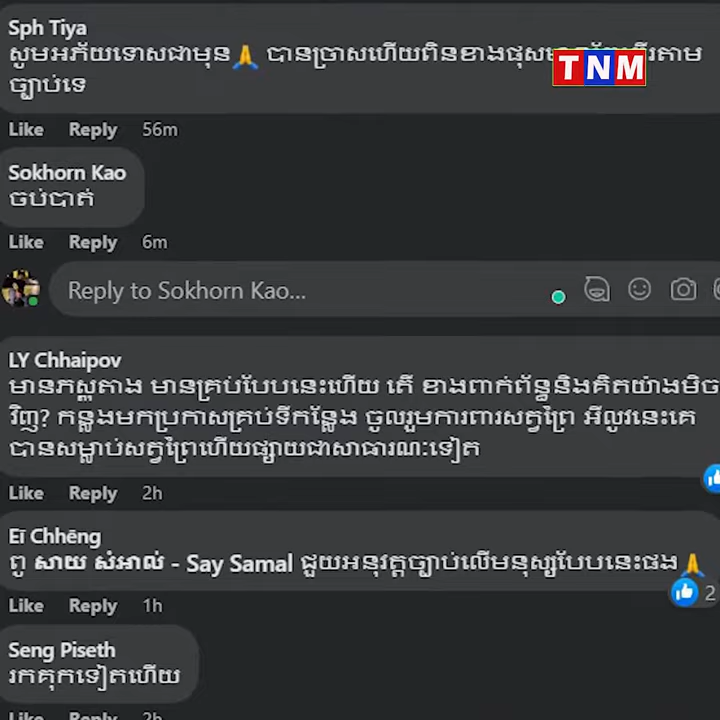 Sph Tiya
សូមអភ័យទោសជាមុន🙏 បានច្រាសហើយពិនខាងផុស តាម
ច្បាប់ទេ
TNM
Like Reply 56m
Sokhorn Kao
ចប់បាត់
Like Reply 6m
Reply to Sokhorn Kao...
LY Chhaipov
មានភស្តុតាង មានគ្រប់បែបនេះហើយ តើ ខាងពាក់ព័ន្ធនិងគិតយ៉ាងមិច
វិញ? កន្លងមកប្រកាសគ្រប់ទីកន្លែង ចូលរួមការពារសត្វព្រៃ អីលូវនេះគេ
បានសម្លាប់សត្វព្រៃហើយផ្សាយជាសាធារណៈទៀត
Like Reply 2h
Eī Chhēng
ពូ សាយ សំអាល់ - Say Samal ជួយអនុវត្តច្បាប់លើមនុស្សបែបនេះផង🙏
2
Like Reply 1h
Seng Piseth
រកគុកទៀតហើយ
Like Reply 2h